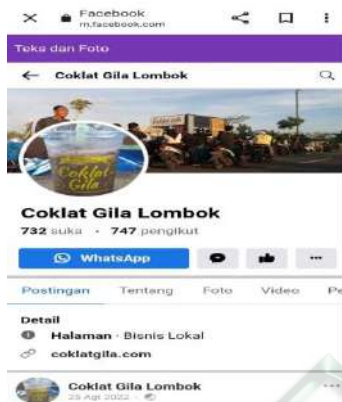 Facebook
m.facebook.com
Teks dan Foto
Coklat Gila Lombok
Coklat
Gila
Coklat Gila Lombok
732 suka · 747 pengikut
WhatsApp
Postingan Tentang Foto Video Pe
Detail
Halaman · Bisnis Lokal
coklatgila.com
Coklat Gila Lombok
25 Agt 2022